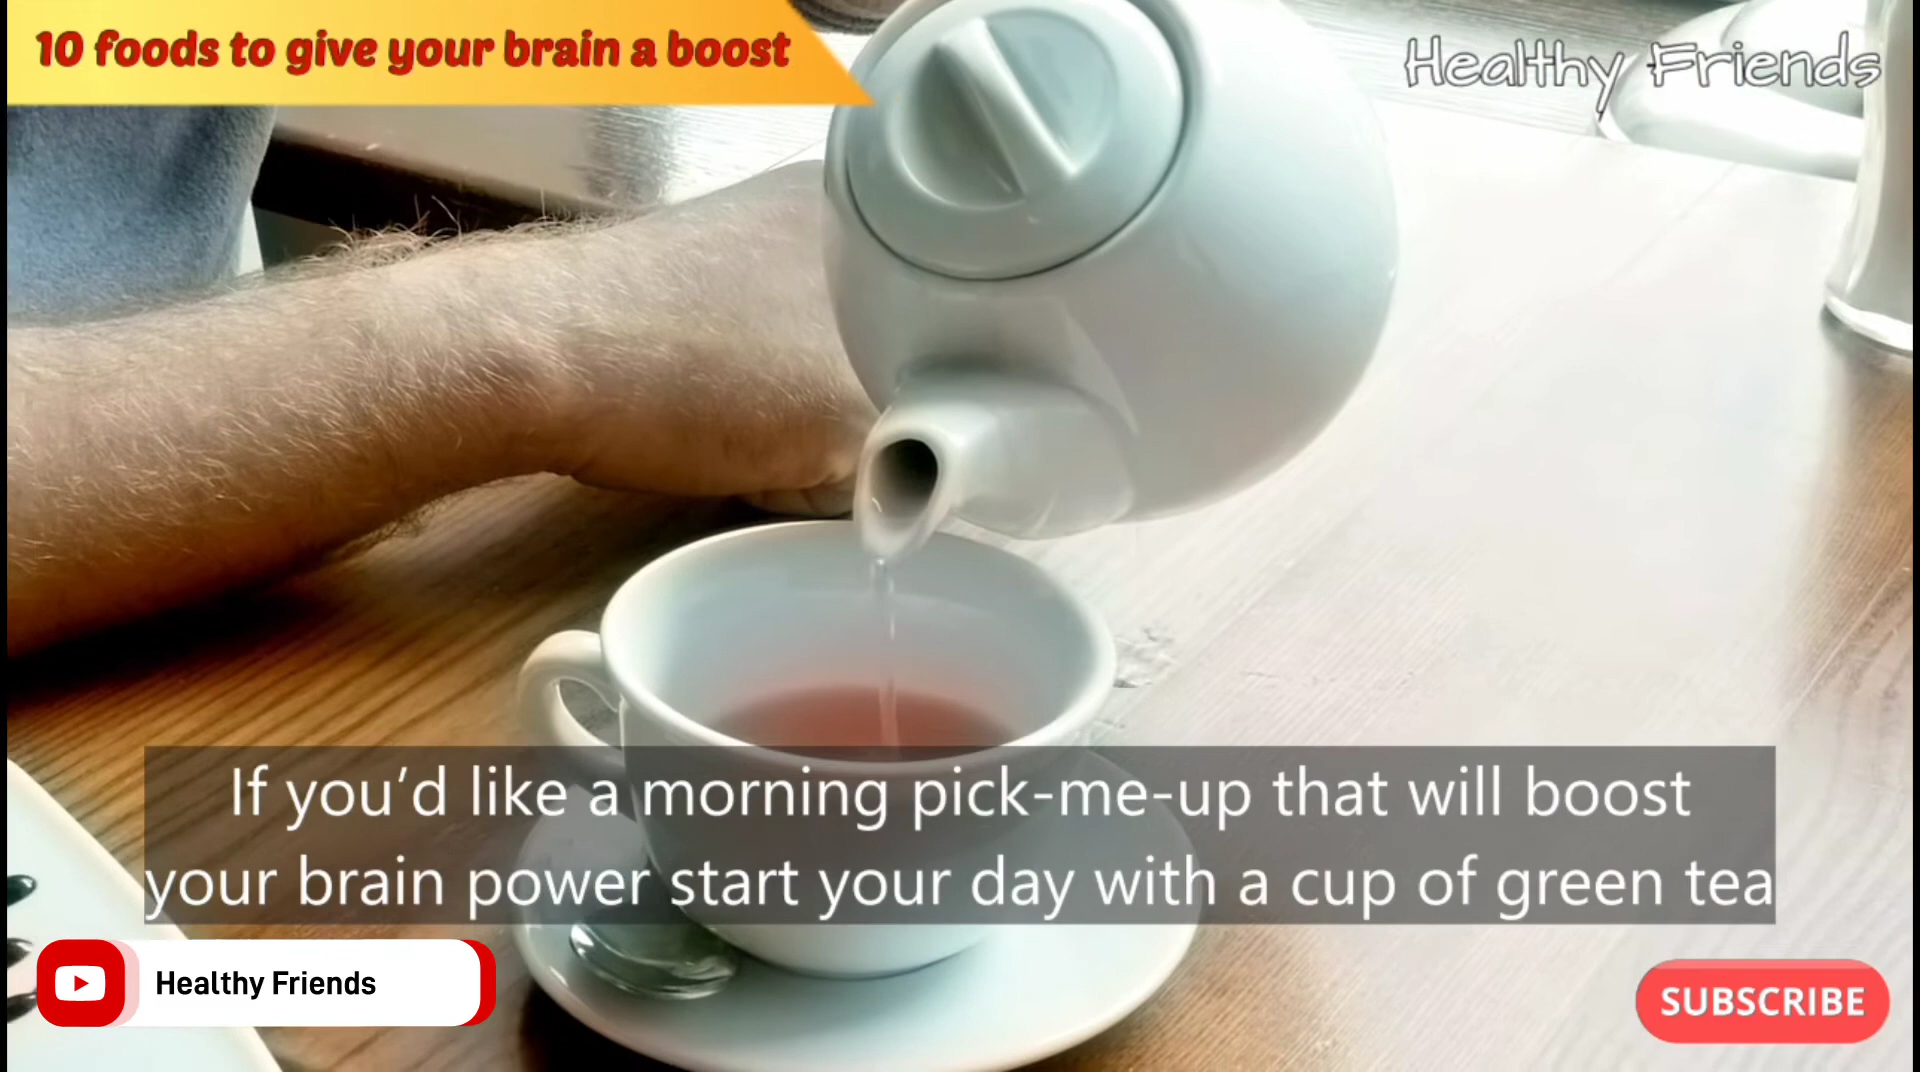 10 foods to give your brain a boost
Healthy Friends
If you’d like a morning pick-me-up that will boost
your brain power start your day with a cup of green tea
Healthy Friends
SUBSCRIBE